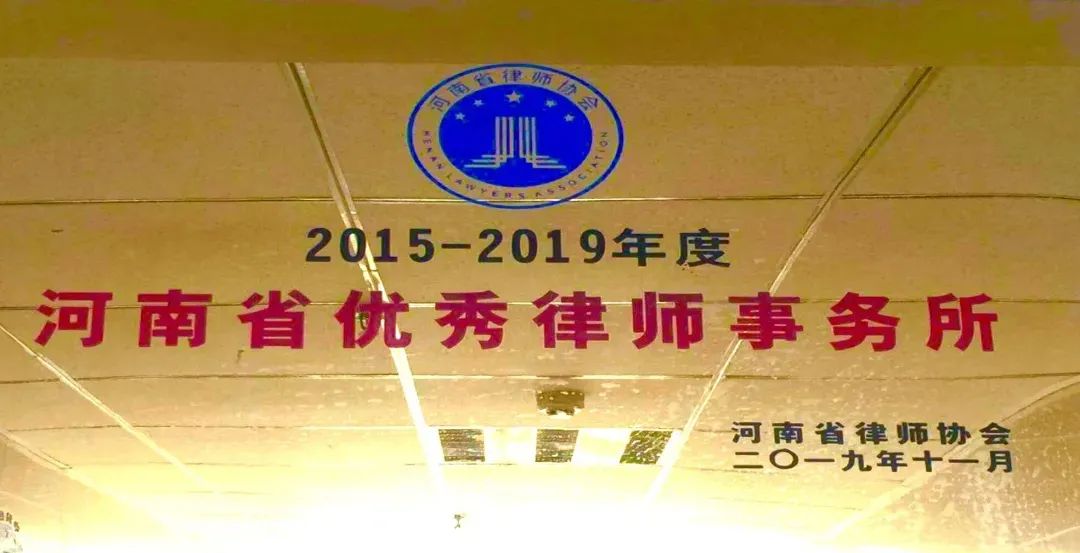 河南省律师协会
HENAN LAWYERS ASSOCIATION
2015-2019年度
河南省优秀律师事务所
河南省律师协会
二〇一九年十一月